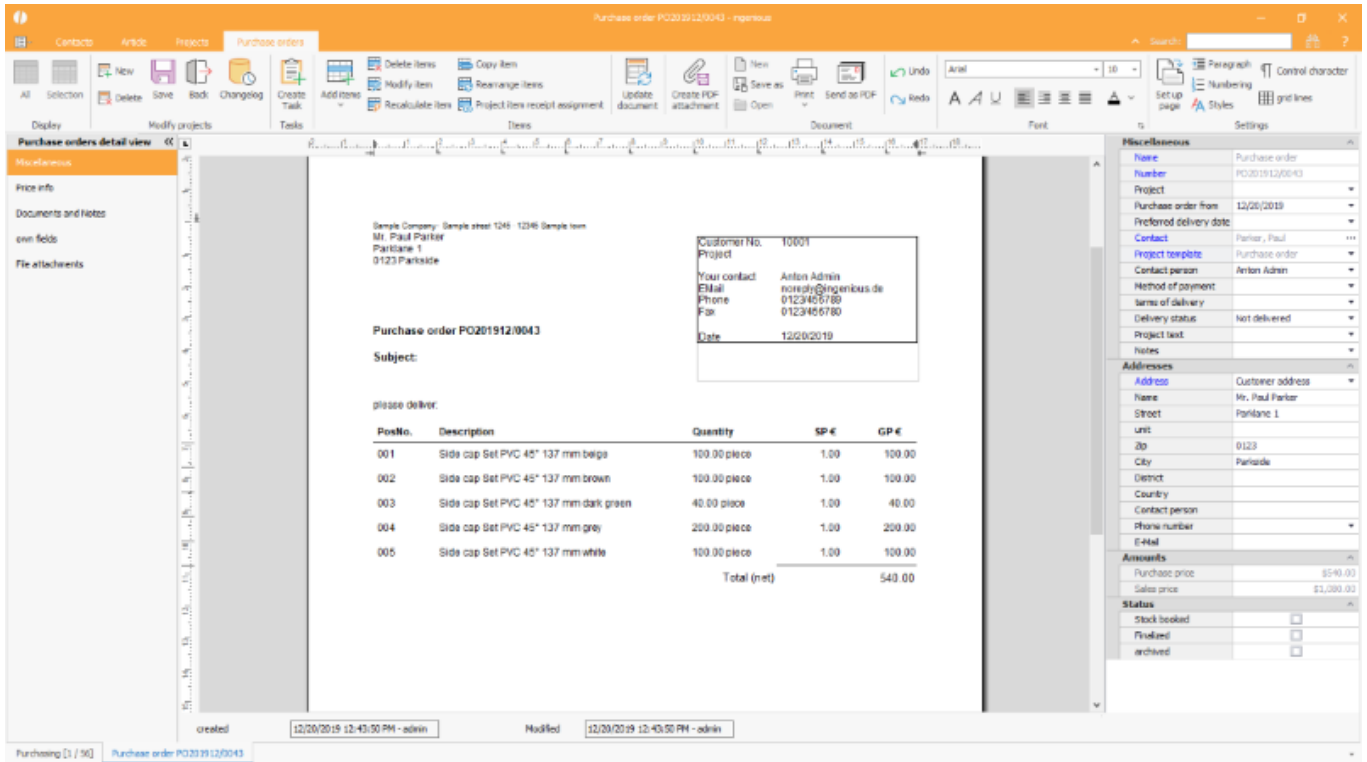 Purchase order PO201912/0043 - ingenious
Contacts Article Projects Purchase orders Search: ?
All Selection New Delete Save Back Changelog Create Task Add items
Delete items Copy item
Modify item Rearrange items
Recalculate item Project item receipt assignment
Update document Create PDF attachment
New
Save as
Open
Print Send as PDF
Undo
Redo
Arial 10
A A U
Set up page
Paragraph
Numbering
Styles
Control character
grid lines
Display Modify projects Tasks Items Document Font Settings
Purchase orders detail view
Miscellaneous
Price info
Documents and Notes
own fields
File attachments
Sample Company · Sample street 1245 · 12345 Sample town
Mr. Paul Parker
Parklane 1
0123 Parkside
Customer No. 10001
Project
Your contact Anton Admin
EMail noreply@ingenious.de
Phone 0123/456789
Fax 0123/456780
Date 12/20/2019
Purchase order PO201912/0043
Subject:
please deliver:
PosNo. Description Quantity SP € GP €
001 Side cap Set PVC 45° 137 mm beige 100.00 piece 1.00 100.00
002 Side cap Set PVC 45° 137 mm brown 100.00 piece 1.00 100.00
003 Side cap Set PVC 45° 137 mm dark green 40.00 piece 1.00 40.00
004 Side cap Set PVC 45° 137 mm grey 200.00 piece 1.00 200.00
005 Side cap Set PVC 45° 137 mm white 100.00 piece 1.00 100.00
Total (net) 540.00
Miscellaneous
Name Purchase order
Number PO201912/0043
Project
Purchase order from 12/20/2019
Preferred delivery date
Contact Parker, Paul
Project template Purchase order
Contact person Anton Admin
Method of payment
terms of delivery
Delivery status Not delivered
Project text
Notes
Addresses
Address Customer address
Name Mr. Paul Parker
Street Parklane 1
unit
Zip 0123
City Parkside
District
Country
Contact person
Phone number
E-Mail
Amounts
Purchase price $540.00
Sales price $1,080.00
Status
Stock booked
Finalized
archived
created 12/20/2019 12:43:50 PM - admin Modified 12/20/2019 12:43:50 PM - admin
Purchasing [1 / 56] Purchase order PO201912/0043